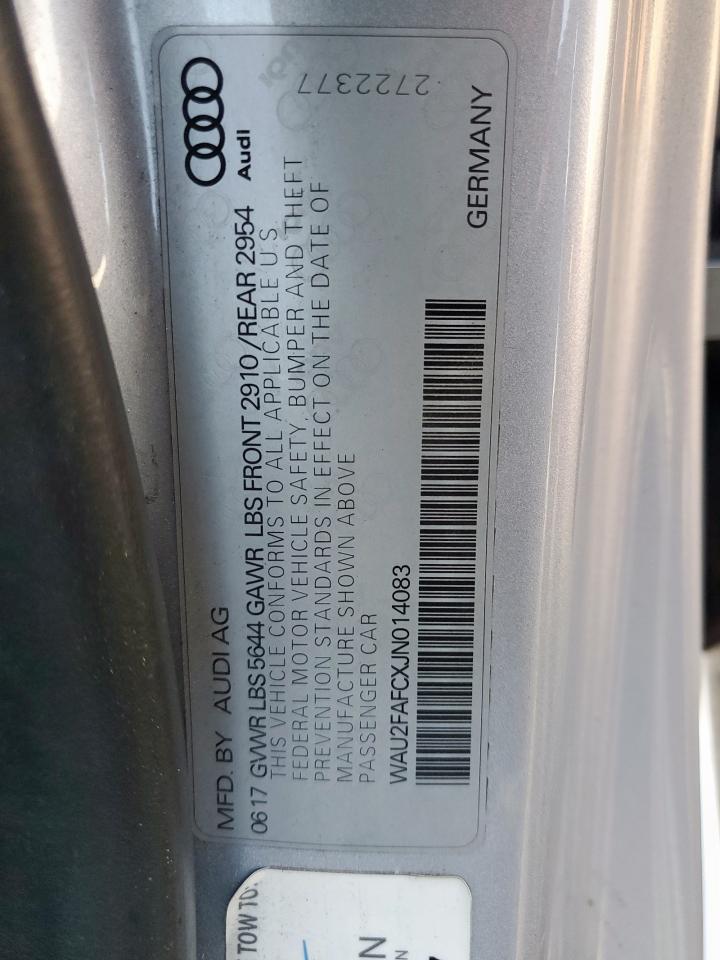 MFD. BY AUDI AG
Audi
0617 GVWR LBS 5644 GAWR LBS FRONT 2910 /REAR 2954
THIS VEHICLE CONFORMS TO ALL APPLICABLE U S
FEDERAL MOTOR VEHICLE SAFETY, BUMPER AND THEFT
PREVENTION STANDARDS IN EFFECT ON THE DATE OF
MANUFACTURE SHOWN ABOVE
PASSENGER CAR
WAU2FAFCXJN014083
GERMANY
2722377
TOW TO: